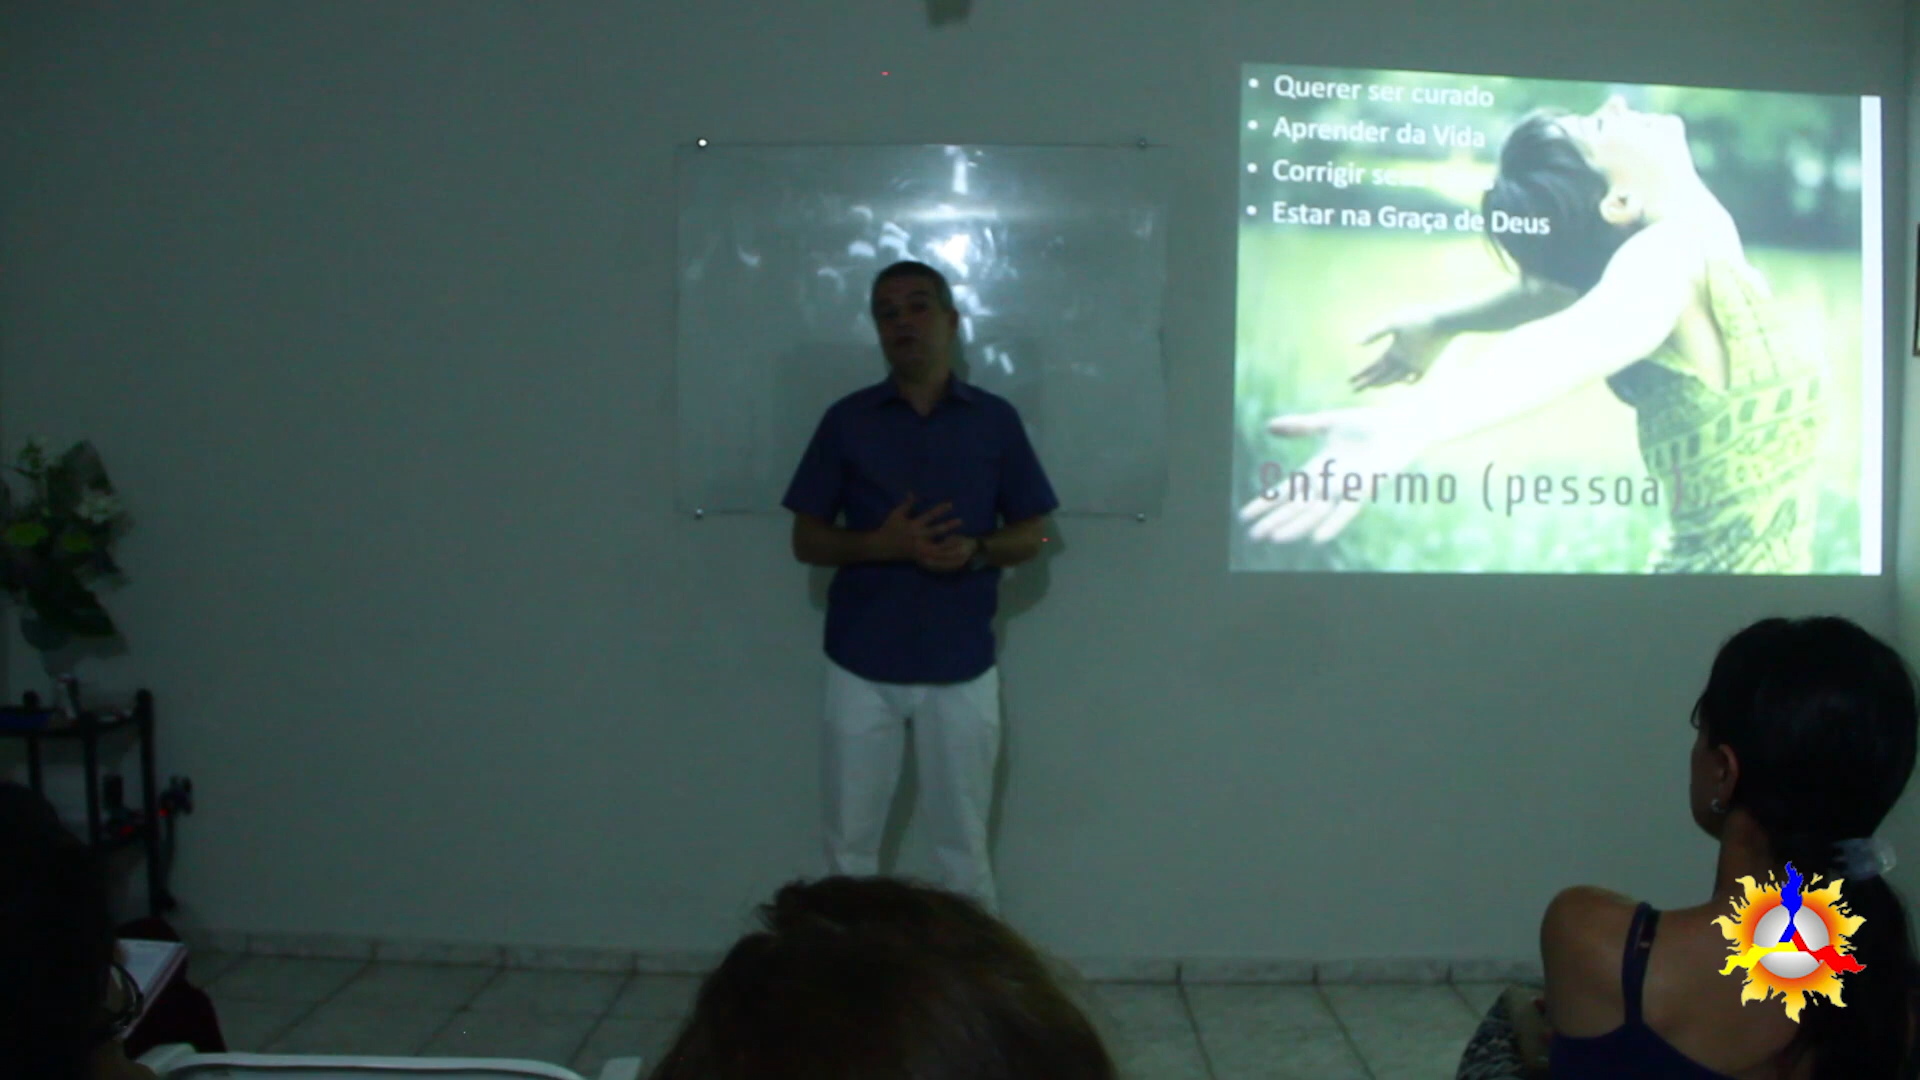 • Querer ser curado
• Aprender da Vida
• Corrigir
• Estar na Graça de Deus
enfermo (pessoa)